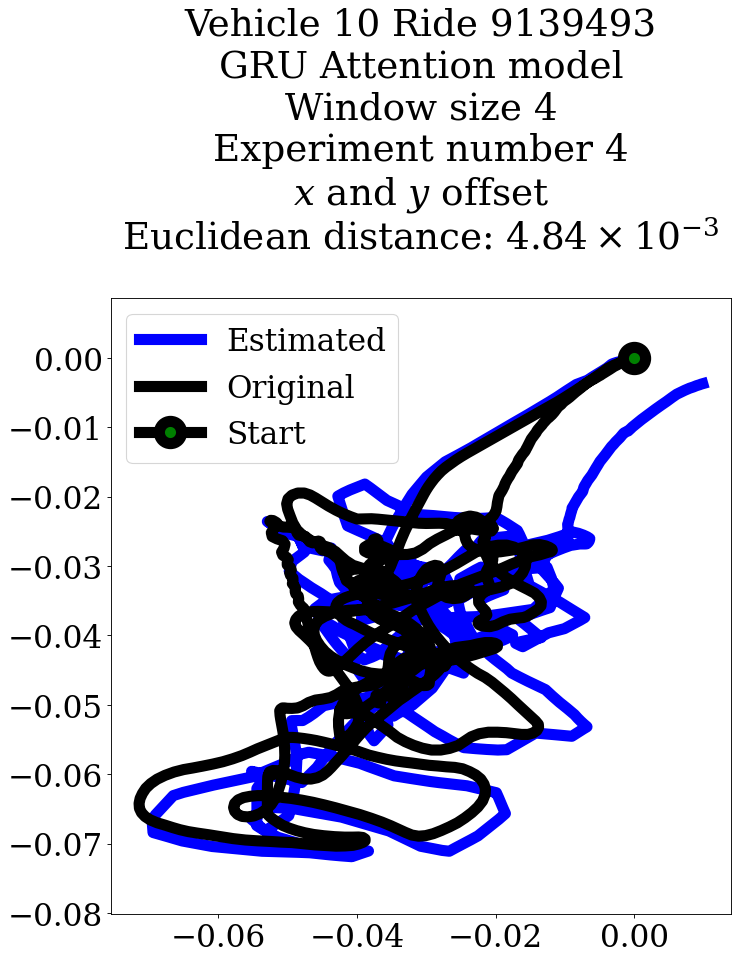 Vehicle 10 Ride 9139493
GRU Attention model
Window size 4
Experiment number 4
x and y offset
Euclidean distance: 4.84 × 10⁻³
Estimated
Original
Start
0.00
−0.01
−0.02
−0.03
−0.04
−0.05
−0.06
−0.07
−0.08
−0.06 −0.04 −0.02 0.00